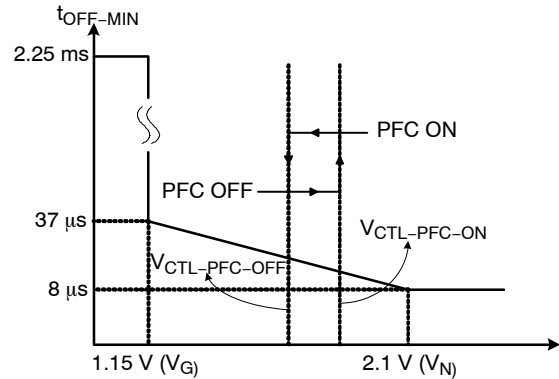 tOFF–MIN
2.25 ms
PFC ON
PFC OFF
VCTL–PFC–ON
37 μs
VCTL–PFC–OFF
8 μs
1.15 V (VG)
2.1 V (VN)